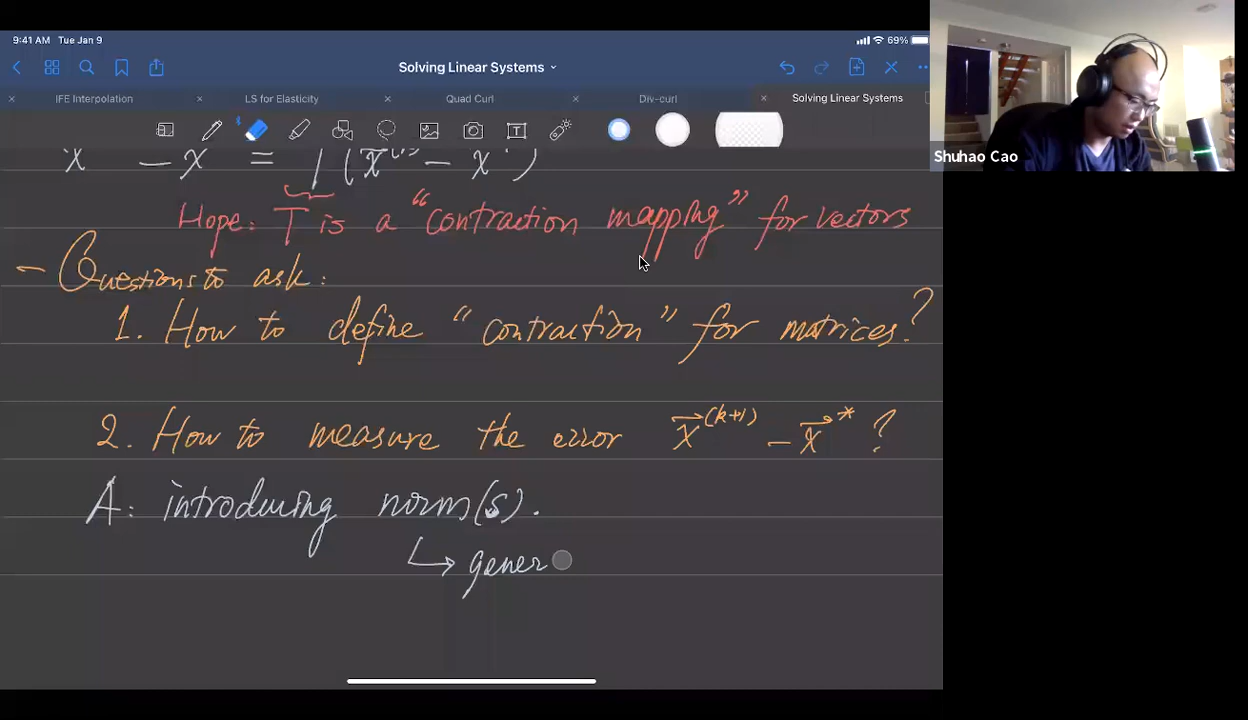 9:41 AM Tue Jan 9
69%
Solving Linear Systems
IFE Interpolation
LS for Elasticity
Quad Curl
Div-curl
Solving Linear Systems
Shuhao Cao
Hope: T is a "contraction mapping" for vectors
- Questions to ask:
1. How to define "contraction" for matrices?
2. How to measure the error x⃗^(k+1) - x⃗^* ?
A: introducing norm(s).
↳ gener